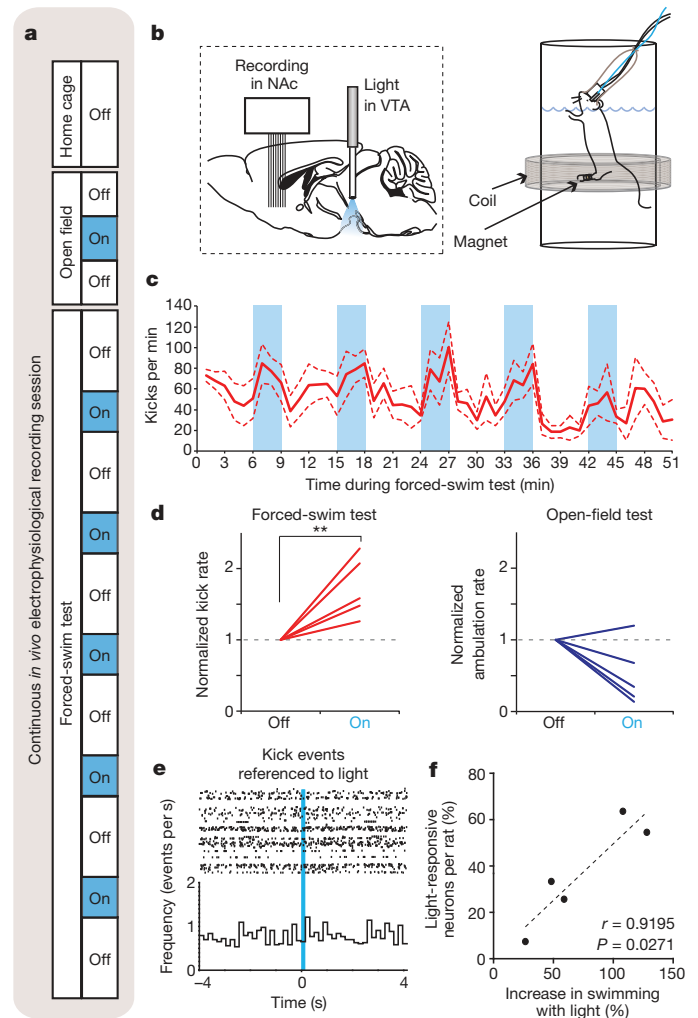 a
Continuous in vivo electrophysiological recording session
Home cage
Off
Open field
Off
On
Off
Forced-swim test
Off
On
Off
On
Off
On
Off
On
Off
On
Off
b
Recording
in NAc
Light
in VTA
Coil
Magnet
c
Kicks per min
140
120
100
80
60
40
20
0
0 3 6 9 12 15 18 21 24 27 30 33 36 39 42 45 48 51
Time during forced-swim test (min)
d
Forced-swim test
**
Normalized kick rate
2
1
0
Off On
Open-field test
Normalized
ambulation rate
2
1
0
Off On
e
Kick events
referenced to light
Frequency (events per s)
2
1
0
−4 0 4
Time (s)
f
Light-responsive
neurons per rat (%)
80
60
40
20
0
r = 0.9195
P = 0.0271
0 50 100 150
Increase in swimming
with light (%)